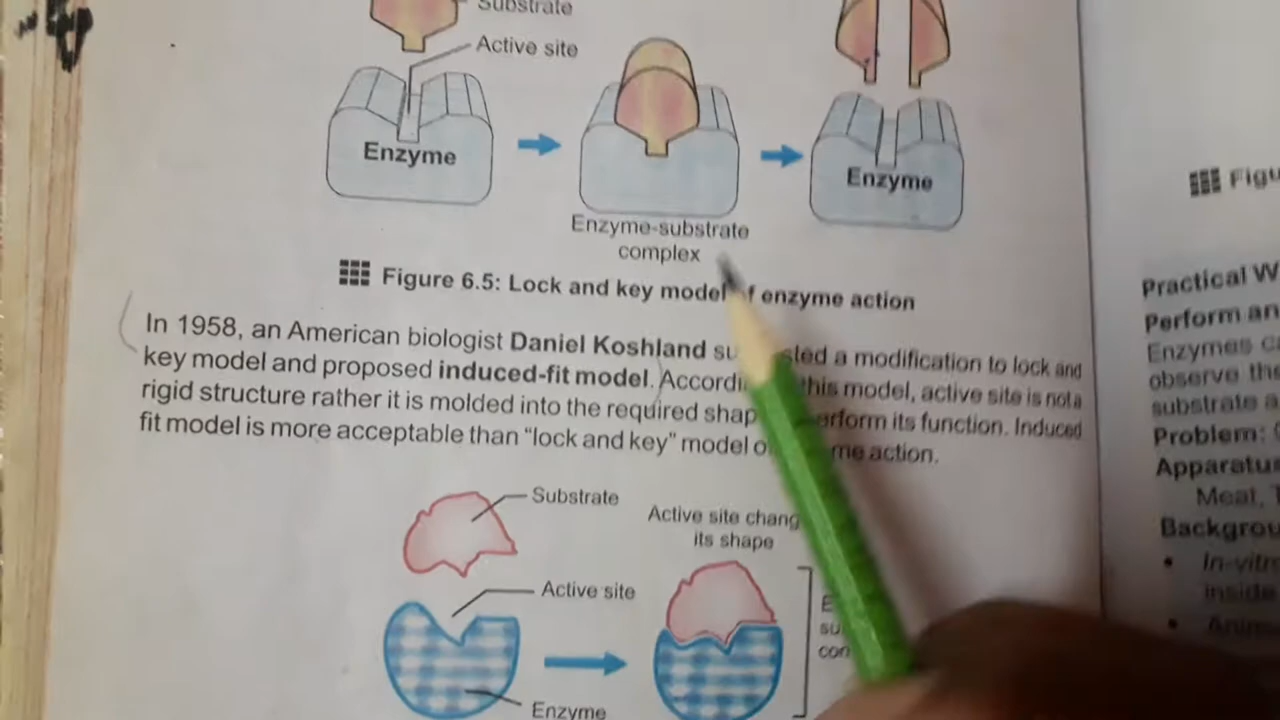 Substrate
Active site
Enzyme
Enzyme
Enzyme-substrate
complex
Figure 6.5: Lock and key model of enzyme action
In 1958, an American biologist Daniel Koshland a modification to lock and
key model and proposed induced-fit model. this model, active site is not a
rigid structure rather it is molded into the required its function. Induced
fit model is more acceptable than "lock and key" model action.
Substrate
Active site
its shape
Active site
Enzyme
Practical
Perform an
Enzymes
observe
substrate
Problem:
Meat,